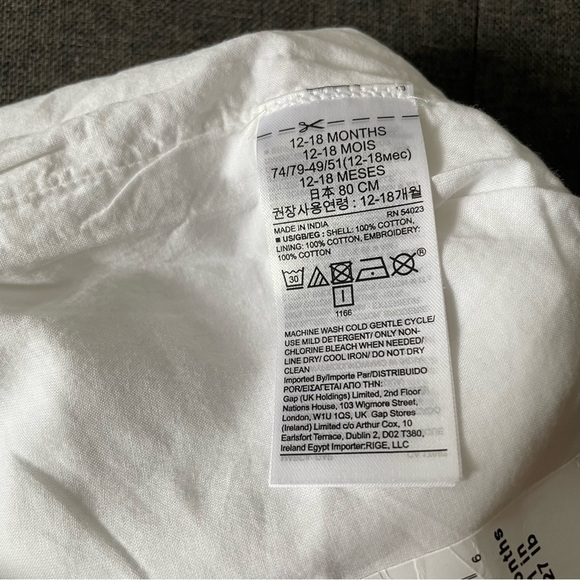 12-18 MONTHS
12-18 MOIS
74/79-49/51(12-18мес)
12-18 MESES
日本 80 CM
권장사용연령 : 12-18개월
RN 54023
MADE IN INDIA
■ US/GB/EG : SHELL: 100% COTTON,
LINING: 100% COTTON, EMBROIDERY:
100% COTTON
30
®
1166
MACHINE WASH COLD GENTLE CYCLE/
USE MILD DETERGENT/ ONLY NON-
CHLORINE BLEACH WHEN NEEDED/
LINE DRY/ COOL IRON/ DO NOT DRY
CLEAN
Imported By/Importe Par/DISTRIBUIDO
POR/ΕΙΣΑΓΕΤΑΙ ΑΠΟ ΤΗΝ:
Gap (UK Holdings) Limited, 2nd Floor
Nations House, 103 Wigmore Street,
London, W1U 1QS, UK Gap Stores
(Ireland) Limited c/o Arthur Cox, 10
Earlsfort Terrace, Dublin 2, D02 T380,
Ireland Egypt Importer:RIGE, LLC
in
27 lb